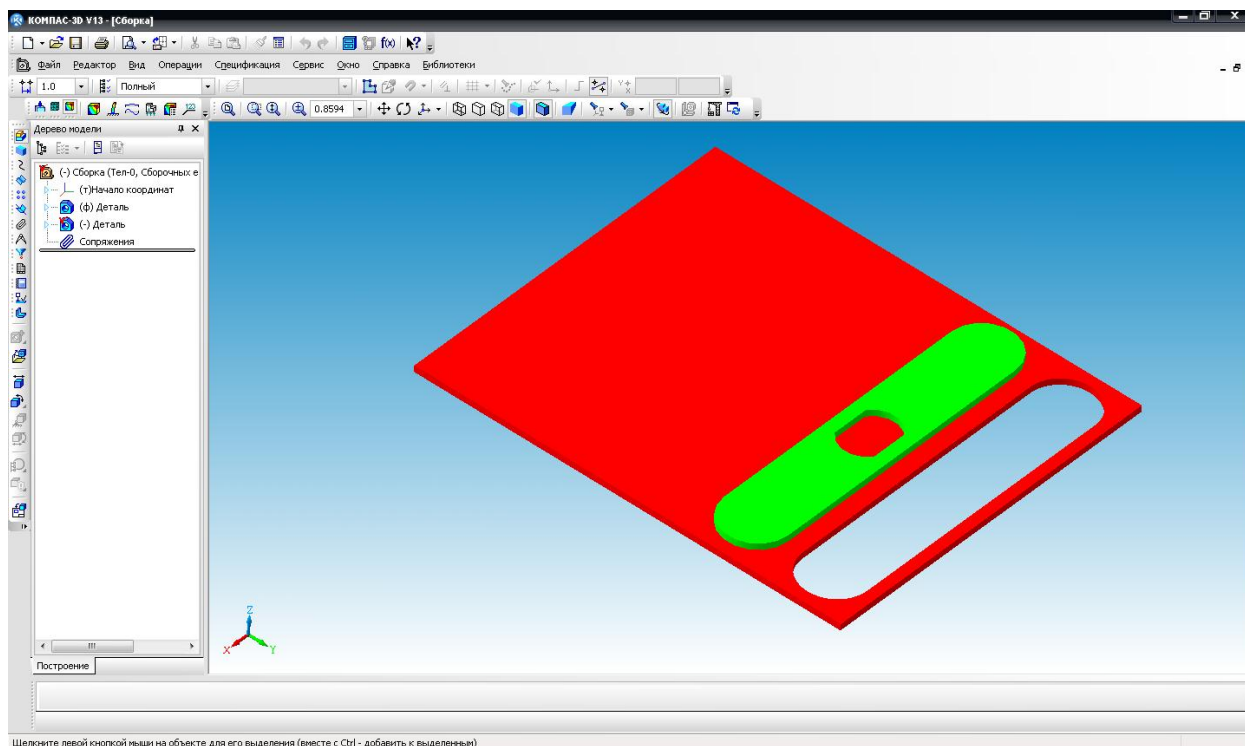 КОМПАС-3D V13 - [Сборка]
Файл Редактор Вид Операции Спецификация Сервис Окно Справка Библиотеки
1.0 Полный
0.8594
Дерево модели
(-) Сборка (Тел-0, Сборочных е
(т)Начало координат
(ф) Деталь
(-) Деталь
Сопряжения
Z
X Y
Построение
Щелкните левой кнопкой мыши на объекте для его выделения (вместе с Ctrl - добавить к выделенным)